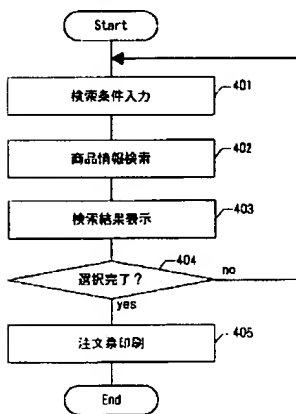 Start
検索条件入力
401
商品情報検索
402
検索結果表示
403
404
選択完了？
no
yes
注文票印刷
405
End